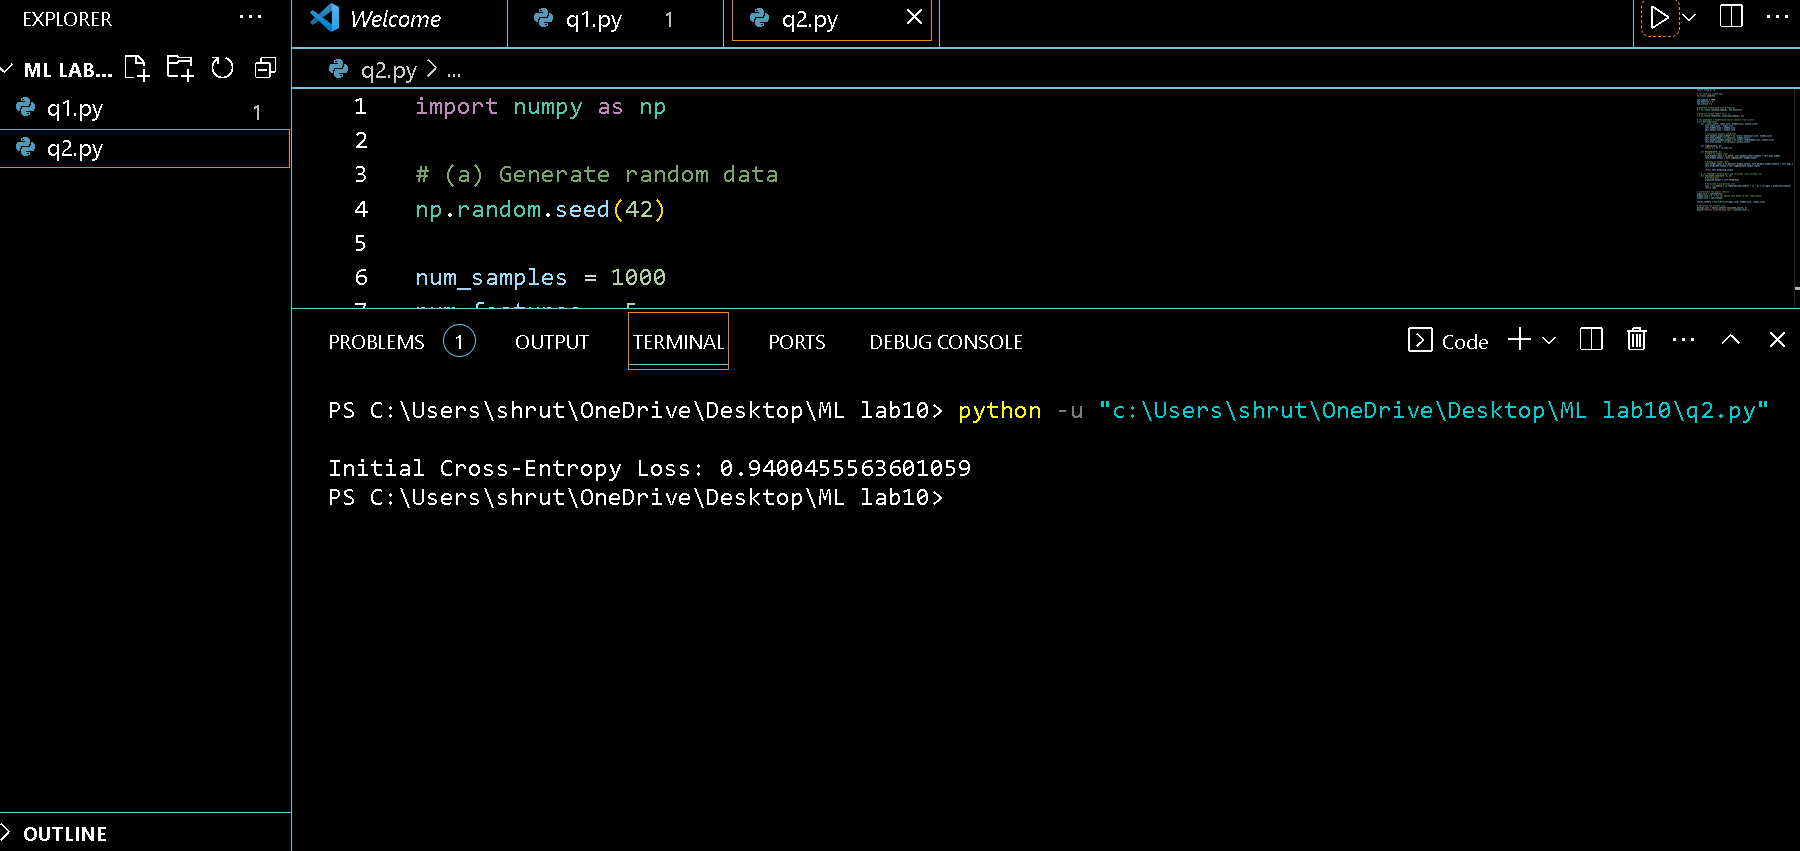 EXPLORER
ML LAB...
q1.py 1
q2.py
OUTLINE
Welcome q1.py 1 q2.py
q2.py > ...
1 import numpy as np
2
3 # (a) Generate random data
4 np.random.seed(42)
5
6 num_samples = 1000
PROBLEMS 1 OUTPUT TERMINAL PORTS DEBUG CONSOLE Code
PS C:\Users\shrut\OneDrive\Desktop\ML lab10> python -u "c:\Users\shrut\OneDrive\Desktop\ML lab10\q2.py"
Initial Cross-Entropy Loss: 0.9400455563601059
PS C:\Users\shrut\OneDrive\Desktop\ML lab10>